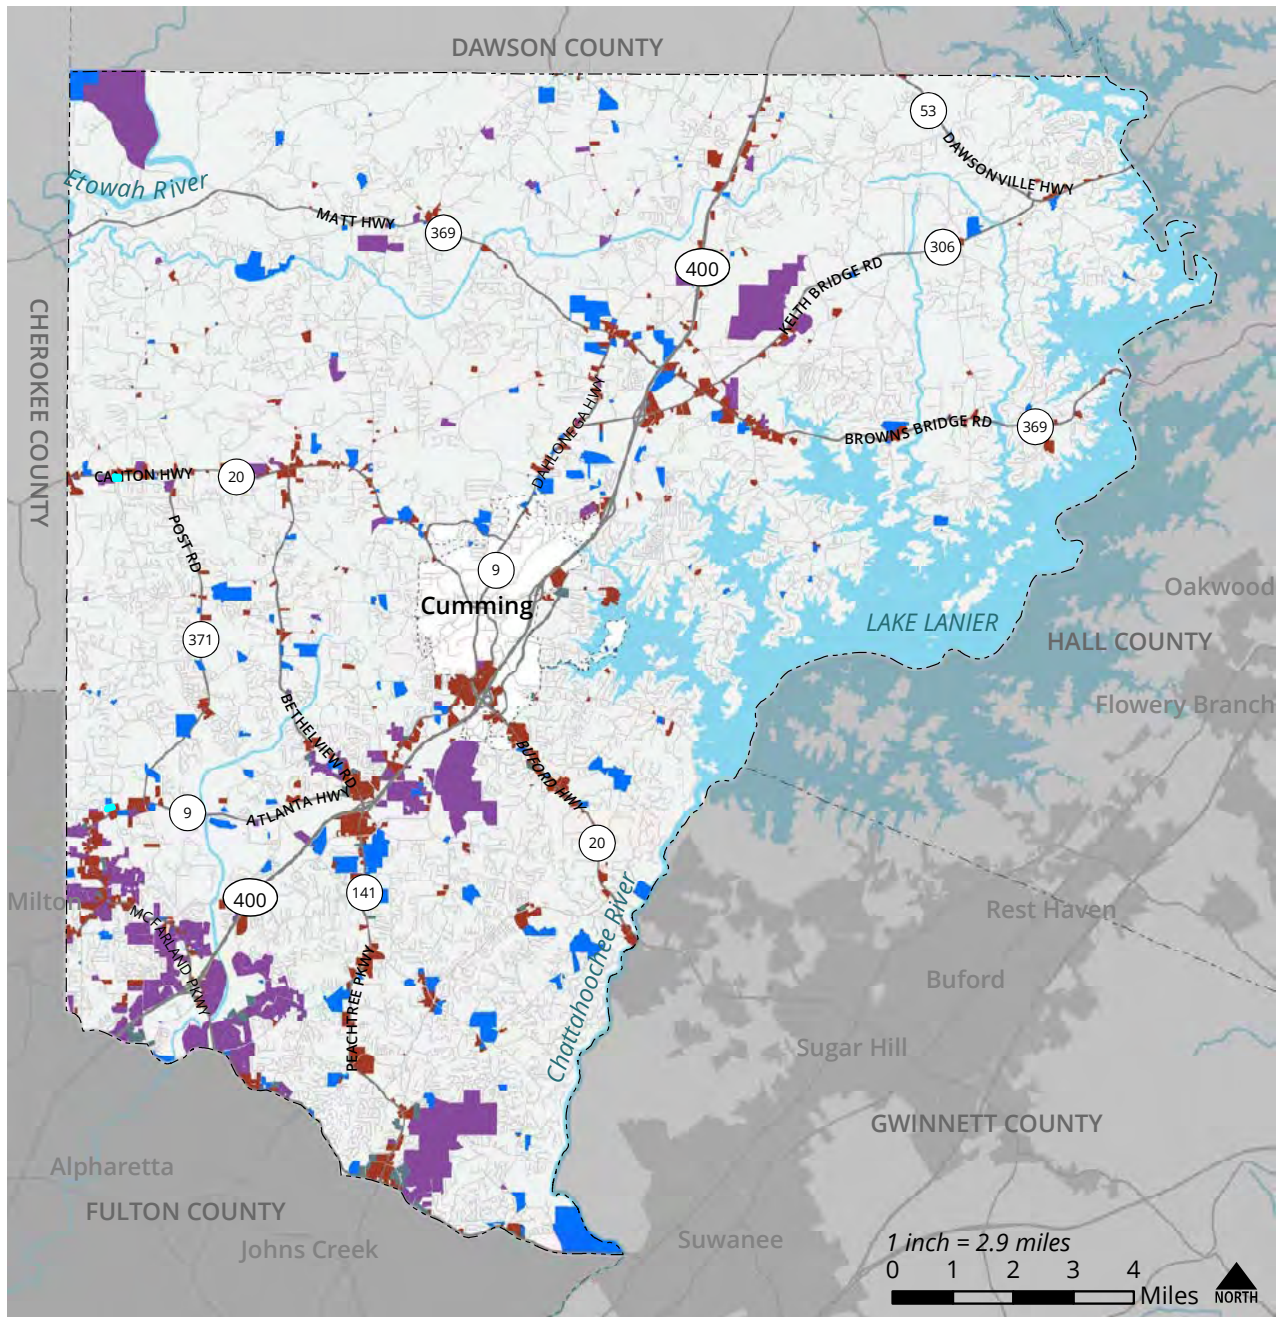 DAWSON COUNTY
53
DAWSONVILLE HWY
Etowah River
MATT HWY
369
306
400
KEITH BRIDGE RD
CHEROKEE COUNTY
DAHLONEGA HWY
BROWNS BRIDGE RD
369
CANTON HWY
20
POST RD
9
Cumming
Oakwood
LAKE LANIER
HALL COUNTY
371
Flowery Branch
BETHELVIEW RD
BUFORD HWY
9
ATLANTA HWY
20
400
141
Milton
MCFARLAND PKWY
Rest Haven
PEACHTREE PKWY
Chattahoochee River
Buford
Sugar Hill
GWINNETT COUNTY
Alpharetta
FULTON COUNTY
Johns Creek
Suwanee
1 inch = 2.9 miles
0 1 2 3 4
Miles
NORTH